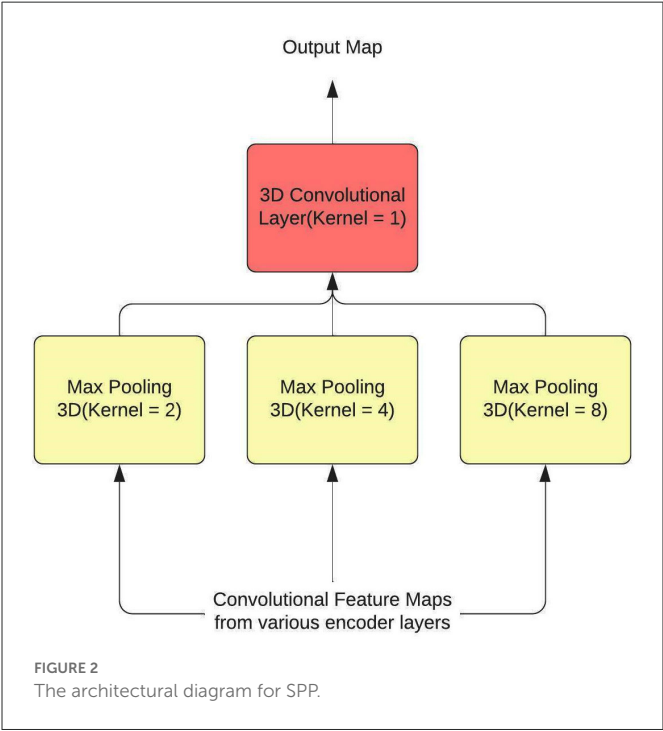 Output Map
3D Convolutional
Layer(Kernel = 1)
Max Pooling
3D(Kernel = 2)
Max Pooling
3D(Kernel = 4)
Max Pooling
3D(Kernel = 8)
Convolutional Feature Maps
from various encoder layers
FIGURE 2
The architectural diagram for SPP.